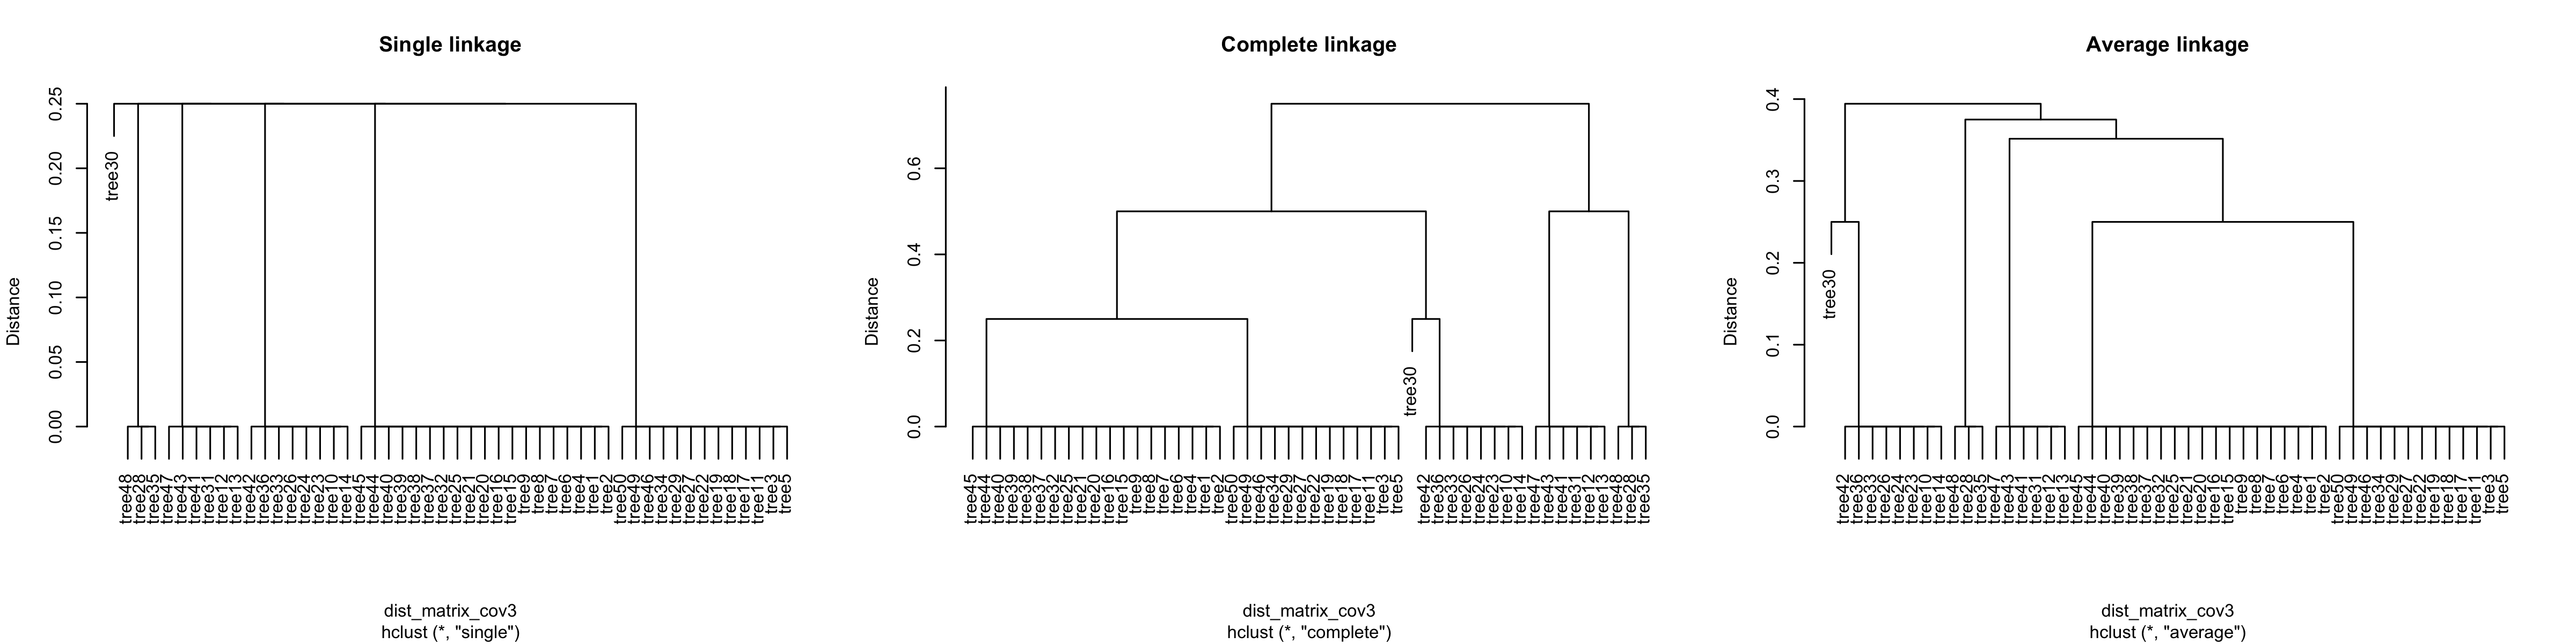 Single linkage
Distance
0.00 0.05 0.10 0.15 0.20 0.25
tree30
tree48
tree28
tree35
tree47
tree43
tree41
tree31
tree12
tree13
tree42
tree36
tree33
tree26
tree24
tree23
tree10
tree14
tree45
tree44
tree40
tree39
tree38
tree37
tree32
tree25
tree21
tree20
tree16
tree15
tree9
tree8
tree7
tree6
tree4
tree1
tree2
tree50
tree49
tree46
tree34
tree29
tree27
tree22
tree19
tree18
tree17
tree11
tree3
tree5
dist_matrix_cov3
hclust (*, "single")
Complete linkage
Distance
0.0 0.2 0.4 0.6
tree45
tree44
tree40
tree39
tree38
tree37
tree32
tree25
tree21
tree20
tree16
tree15
tree9
tree8
tree7
tree6
tree4
tree1
tree2
tree50
tree49
tree46
tree34
tree29
tree27
tree22
tree19
tree18
tree17
tree11
tree3
tree5
tree30
tree42
tree36
tree33
tree26
tree24
tree23
tree10
tree14
tree47
tree43
tree41
tree31
tree12
tree13
tree48
tree28
tree35
dist_matrix_cov3
hclust (*, "complete")
Average linkage
Distance
0.0 0.1 0.2 0.3 0.4
tree30
tree42
tree36
tree33
tree26
tree24
tree23
tree10
tree14
tree48
tree28
tree35
tree47
tree43
tree41
tree31
tree12
tree13
tree45
tree44
tree40
tree39
tree38
tree37
tree32
tree25
tree21
tree20
tree16
tree15
tree9
tree8
tree7
tree6
tree4
tree1
tree2
tree50
tree49
tree46
tree34
tree29
tree27
tree22
tree19
tree18
tree17
tree11
tree3
tree5
dist_matrix_cov3
hclust (*, "average")